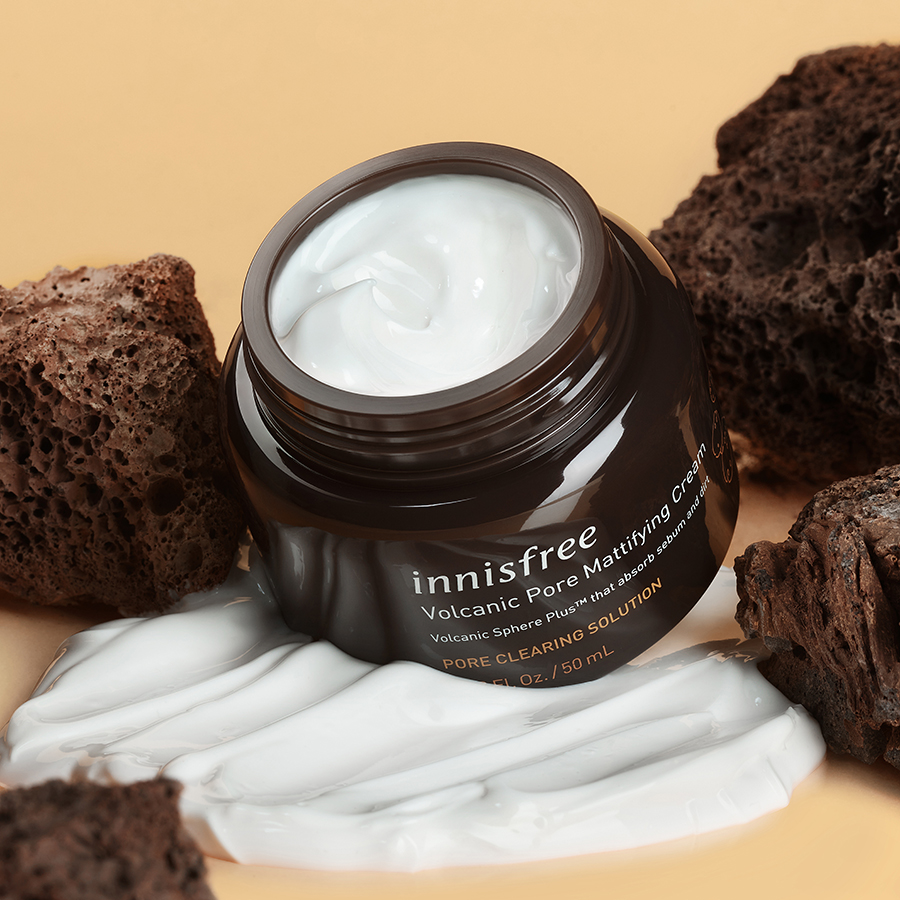 innisfree
Volcanic Pore Mattifying Cream
Volcanic Sphere Plus™ that absorb sebum and dirt
PORE CLEARING SOLUTION
Fl. Oz. / 50 mL